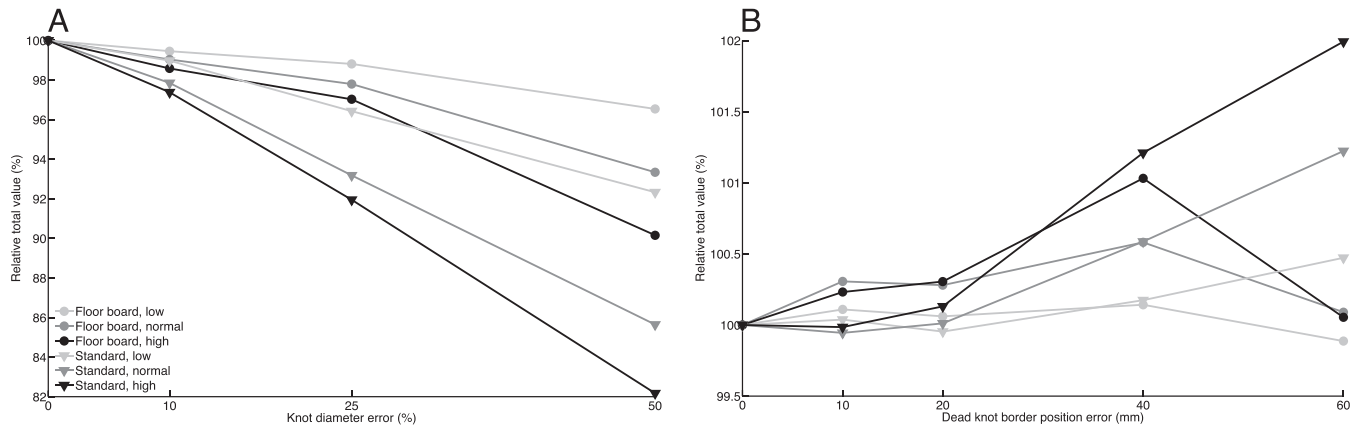 A
Relative total value (%)
100
98
96
94
92
90
88
86
84
82
Floor board, low
Floor board, normal
Floor board, high
Standard, low
Standard, normal
Standard, high
0 10 25 50
Knot diameter error (%)
B
Relative total value (%)
102
101.5
101
100.5
100
99.5
0 10 20 40 60
Dead knot border position error (mm)